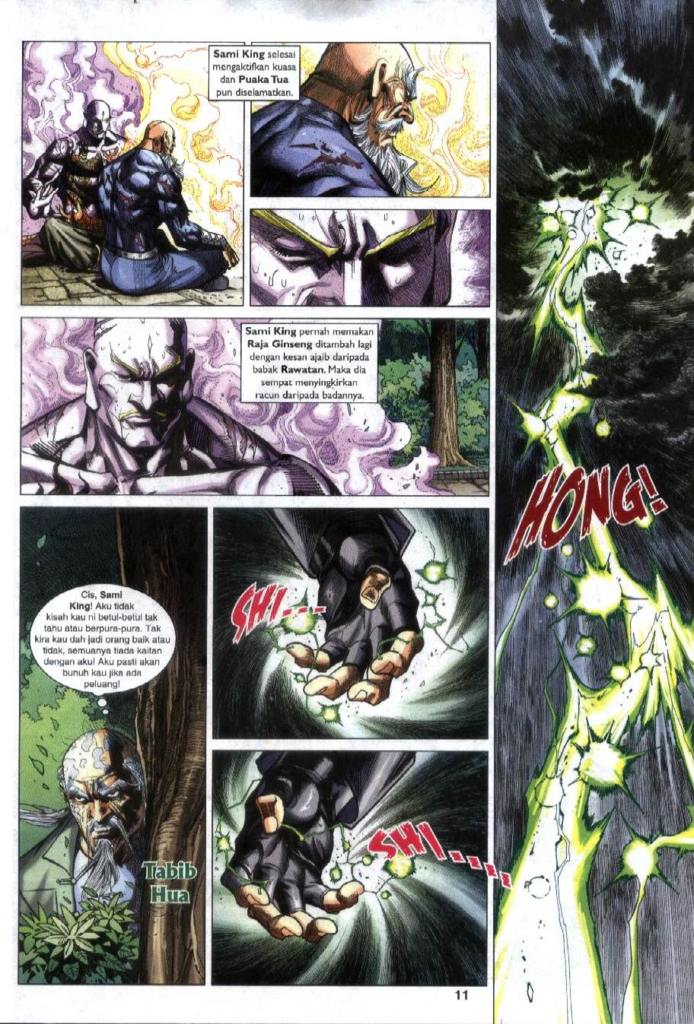 Sami King selesai
mengaktifkan kuasa
dan Puaka Tua
pun diselamatkan.
Sami King pernah memakan
Raja Ginseng ditambah lagi
dengan kesan ajaib daripada
babak Rawatan. Maka dia
sempat menyingkirkan
racun daripada badannya.
Cis, Sami
King! Aku tidak
kisah kau ni betul-betul tak
tahu atau berpura-pura. Tak
kira kau dah jadi orang baik atau
tidak, semuanya tiada kaitan
dengan aku! Aku pasti akan
bunuh kau jika ada
peluang!
Tabib
Hua
SHI...
SHI....
HONG!
11